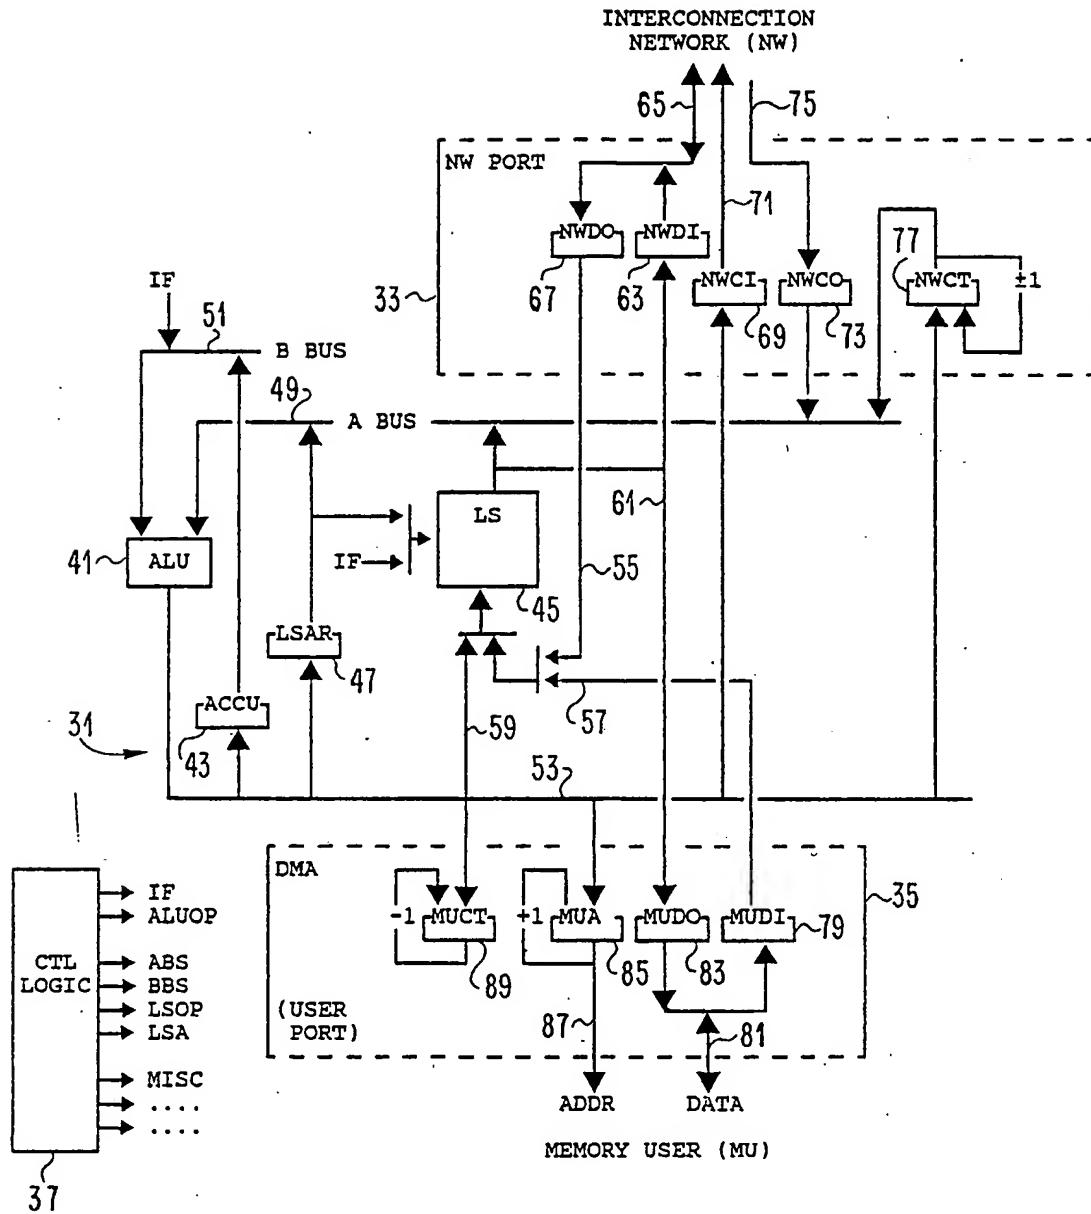 INTERCONNECTION
NETWORK (NW)
65
75
NW PORT
71
NWDO
NWDI
77
67
63
NWCI
NWCO
NWCT
±1
33
69
73
IF
51
B BUS
49
A BUS
LS
61
IF
41
ALU
55
45
LSAR
47
57
ACCU
59
31
43
53
DMA
35
-1
MUCT
+1
MUA
MUDO
MUDI
79
89
85
83
(USER
PORT)
87
81
ADDR
DATA
MEMORY USER (MU)
CTL
LOGIC
IF
ALUOP
ABS
BBS
LSOP
LSA
MISC
....
....
37